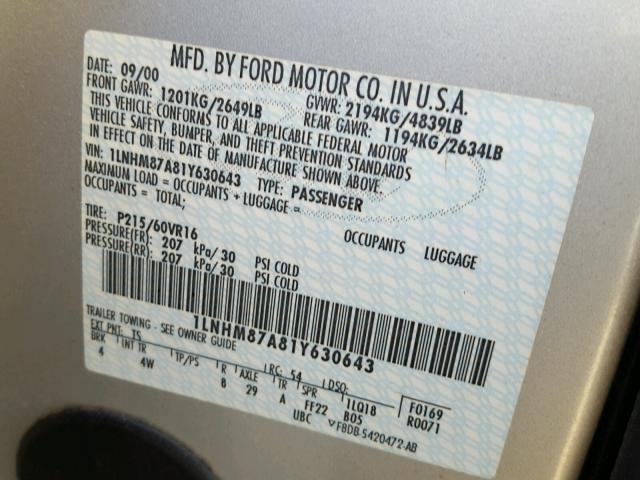 MFD. BY FORD MOTOR CO. IN U.S.A.
DATE: 09/00 GVWR: 2194KG/4839LB
FRONT GAWR: 1201KG/2649LB REAR GAWR: 1194KG/2634LB
THIS VEHICLE CONFORMS TO ALL APPLICABLE FEDERAL MOTOR
VEHICLE SAFETY, BUMPER, AND THEFT PREVENTION STANDARDS
IN EFFECT ON THE DATE OF MANUFACTURE SHOWN ABOVE.
VIN: 1LNHM87A81Y630643 TYPE: PASSENGER
MAXIMUM LOAD = OCCUPANTS + LUGGAGE =
OCCUPANTS = TOTAL; OCCUPANTS LUGGAGE
TIRE: P215/60VR16
PRESSURE(FR): 207 kPa/30 PSI COLD
PRESSURE(RR): 207 kPa/30 PSI COLD
1LNHM87A81Y630643
TRAILER TOWING - SEE OWNER GUIDE
EXT PNT: TS RC: 54 DSO: F0169
BRK INT TR TP/PS R AXLE TR SPR R0071
4 4W 8 29 A FF22 1LQ18 B05
UBC ▽F8DB-5420472-AB